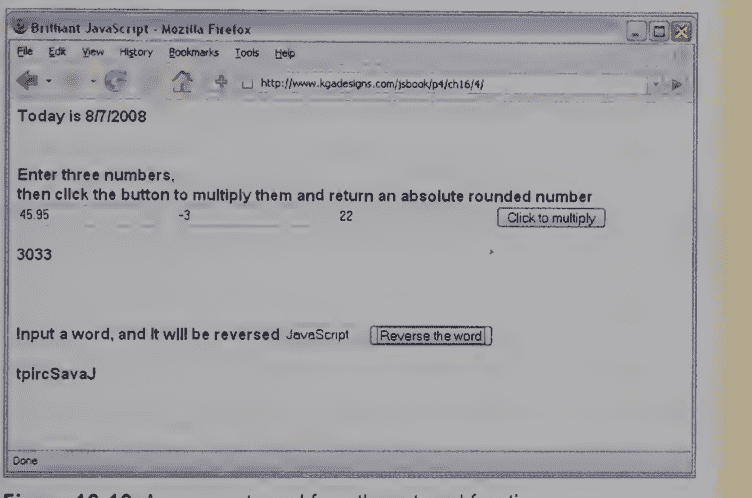 Brilliant JavaScript - Mozilla Firefox
File Edit View History Bookmarks Tools Help
http://www.kgadesigns.com/jsbook/p4/ch16/4/
Today is 8/7/2008
Enter three numbers,
then click the button to multiply them and return an absolute rounded number
45.95 -3 22 Click to multiply
3033
Input a word, and it will be reversed JavaScript Reverse the word
tpircSavaJ
Done